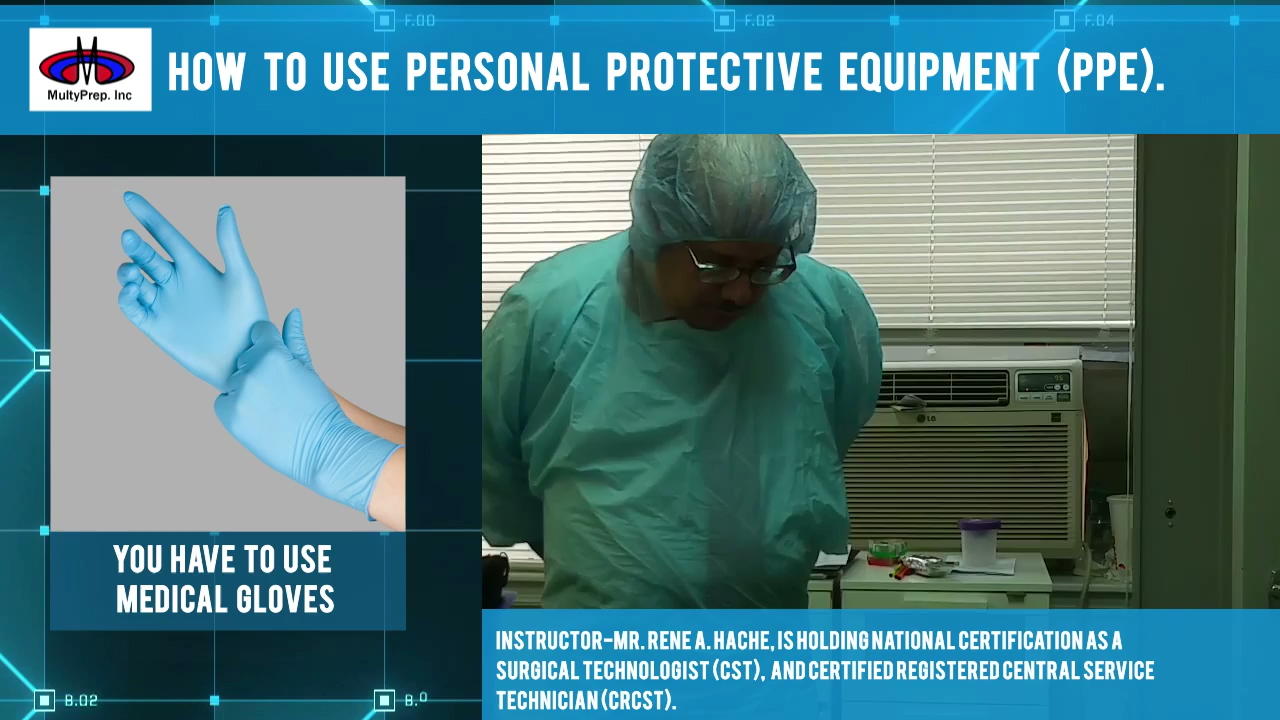 F.00
F.02
F.04
MultyPrep. Inc
HOW TO USE PERSONAL PROTECTIVE EQUIPMENT (PPE).
LG
YOU HAVE TO USE
MEDICAL GLOVES
INSTRUCTOR-MR. RENE A. HACHE, IS HOLDING NATIONAL CERTIFICATION AS A
SURGICAL TECHNOLOGIST (CST), AND CERTIFIED REGISTERED CENTRAL SERVICE
TECHNICIAN (CRCST).
B.02
B.0